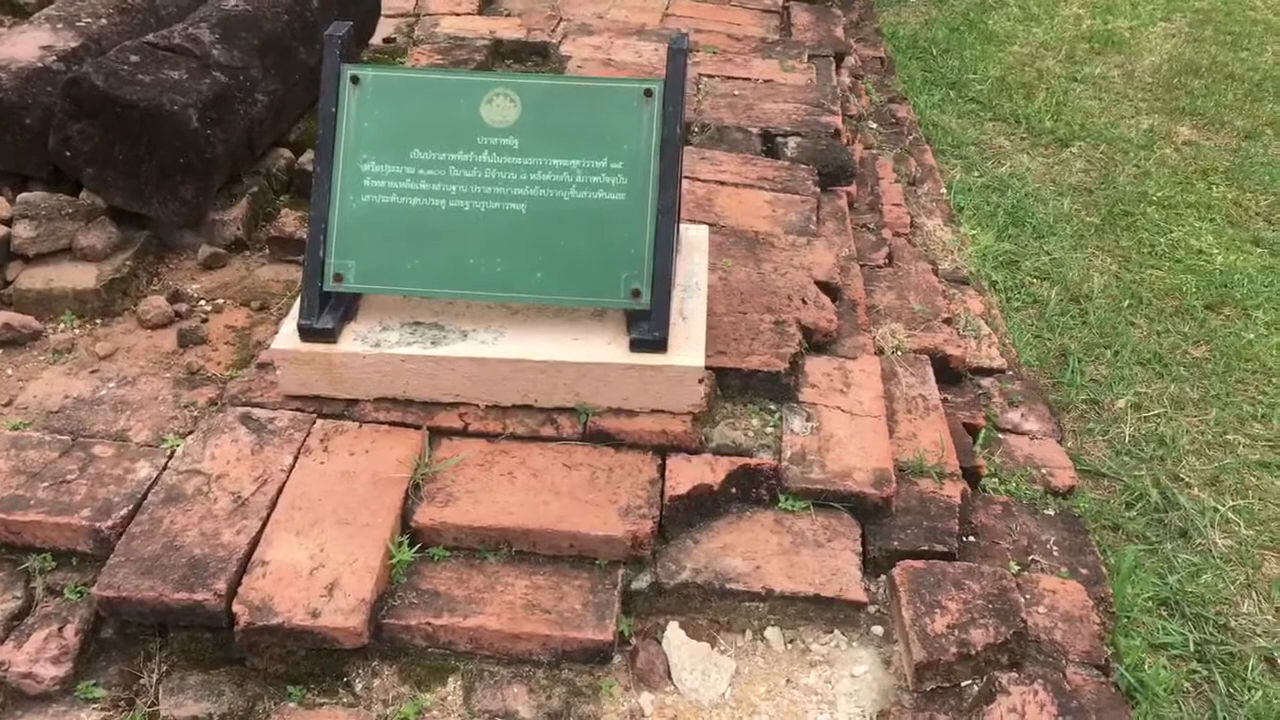 ปราสาทอิฐ
เป็นปราสาทที่สร้างขึ้นในระยะแรกราวพุทธศตวรรษที่ ๑๕
หรือประมาณ ๑,๑๐๐ ปีมาแล้ว มีจำนวน ๘ หลังด้วยกัน สภาพปัจจุบัน
พังทลายเหลือเพียงส่วนฐาน ปราสาทบางหลังยังปรากฏชิ้นส่วนหินและ
เสาประดับกรอบประตู และฐานรูปเคารพอยู่